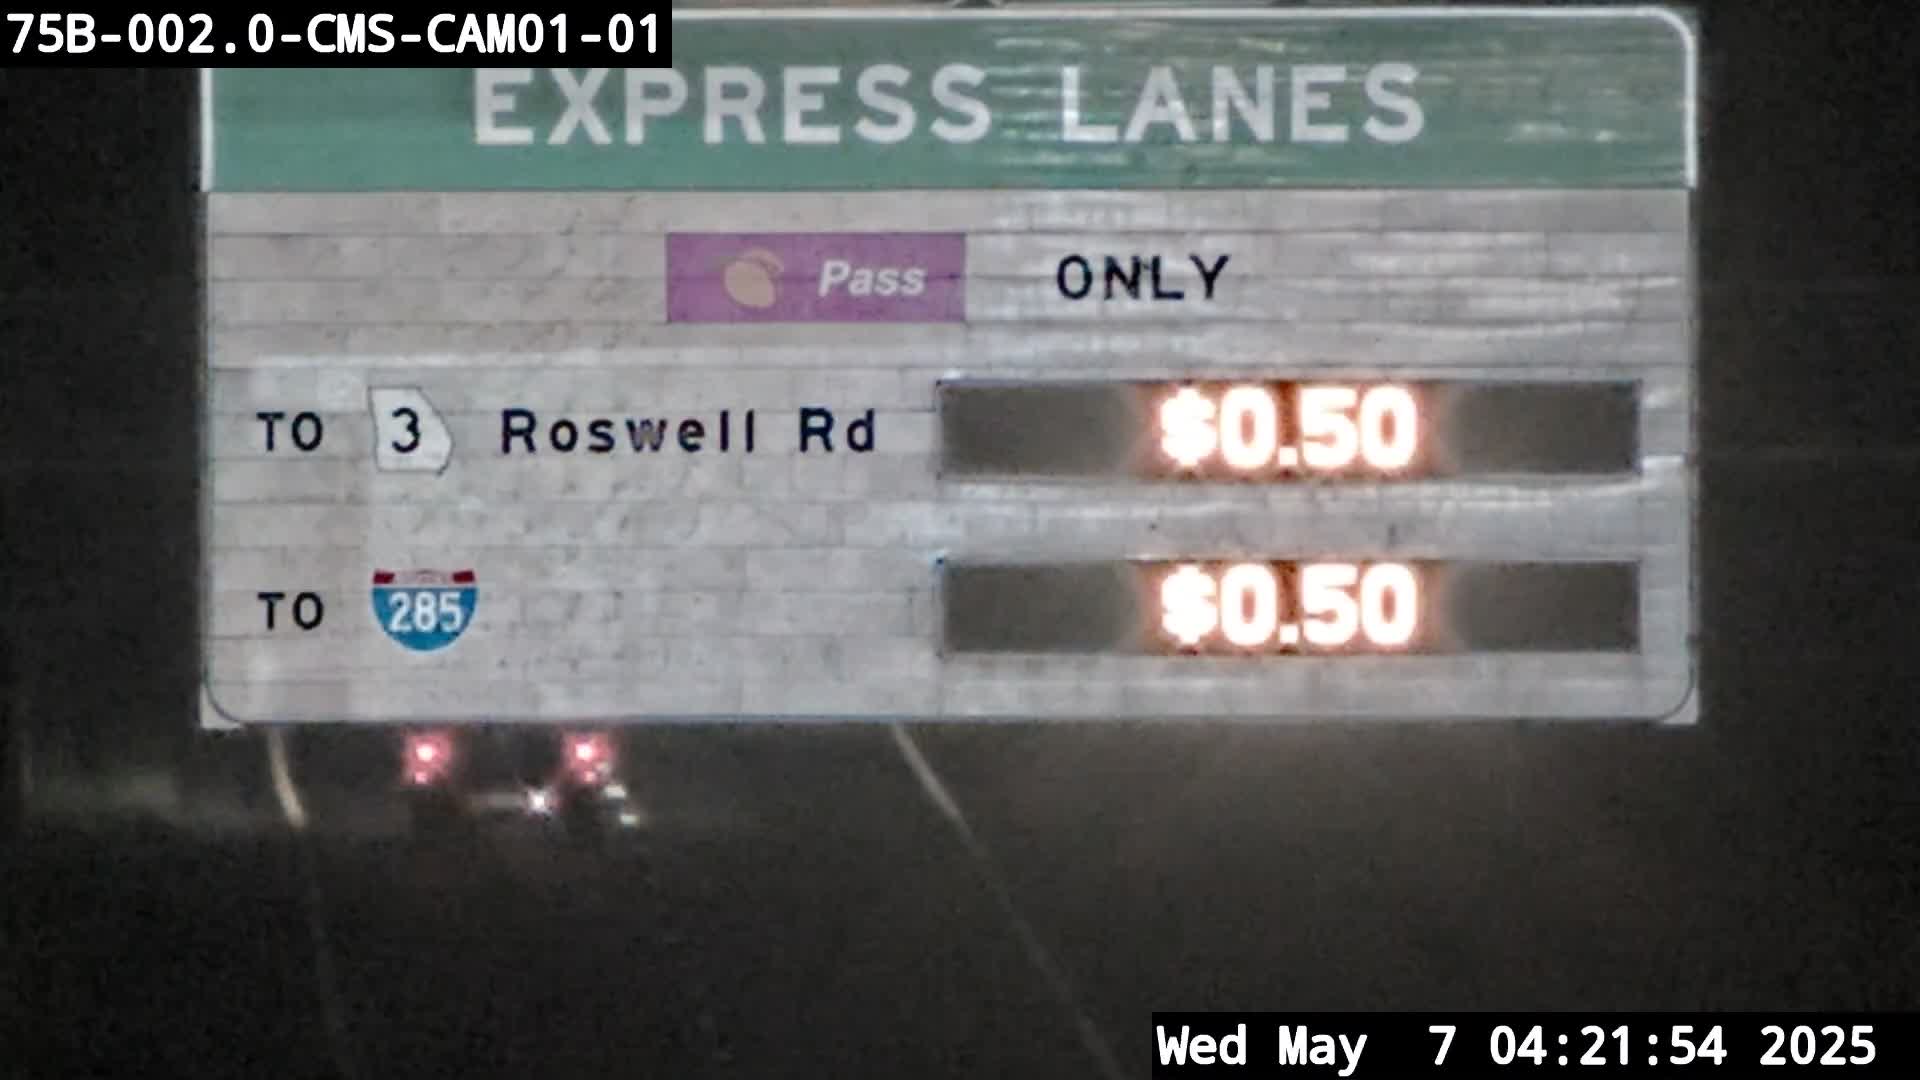 75B-002.0-CMS-CAM01-01
EXPRESS LANES
Pass ONLY
TO 3 Roswell Rd $0.50
TO 285 $0.50
Wed May 7 04:21:54 2025